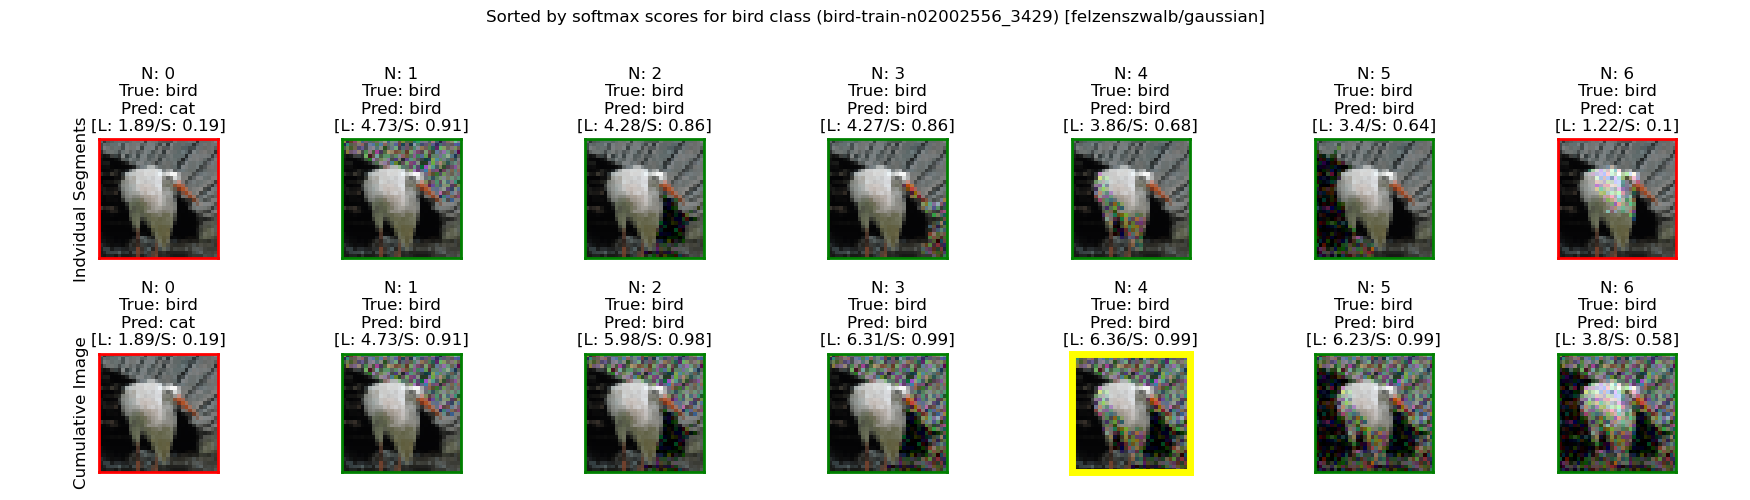 Sorted by softmax scores for bird class (bird-train-n02002556_3429) [felzenszwalb/gaussian]
N: 0
True: bird
Pred: cat
[L: 1.89/S: 0.19]
N: 1
True: bird
Pred: bird
[L: 4.73/S: 0.91]
N: 2
True: bird
Pred: bird
[L: 4.28/S: 0.86]
N: 3
True: bird
Pred: bird
[L: 4.27/S: 0.86]
N: 4
True: bird
Pred: bird
[L: 3.86/S: 0.68]
N: 5
True: bird
Pred: bird
[L: 3.4/S: 0.64]
N: 6
True: bird
Pred: cat
[L: 1.22/S: 0.1]
Indvidual Segments
N: 0
True: bird
Pred: cat
[L: 1.89/S: 0.19]
N: 1
True: bird
Pred: bird
[L: 4.73/S: 0.91]
N: 2
True: bird
Pred: bird
[L: 5.98/S: 0.98]
N: 3
True: bird
Pred: bird
[L: 6.31/S: 0.99]
N: 4
True: bird
Pred: bird
[L: 6.36/S: 0.99]
N: 5
True: bird
Pred: bird
[L: 6.23/S: 0.99]
N: 6
True: bird
Pred: bird
[L: 3.8/S: 0.58]
Cumulative Image